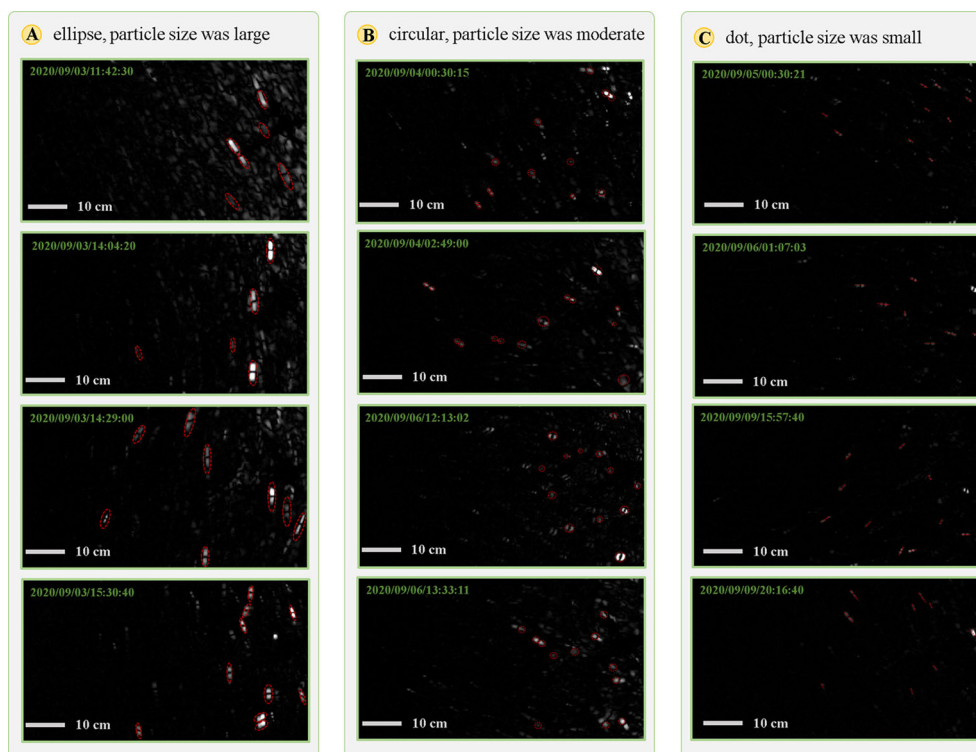 A ellipse, particle size was large
2020/09/03/11:42:30
10 cm
2020/09/03/14:04:20
10 cm
2020/09/03/14:29:00
10 cm
2020/09/03/15:30:40
10 cm
B circular, particle size was moderate
2020/09/04/00:30:15
10 cm
2020/09/04/02:49:00
10 cm
2020/09/06/12:13:02
10 cm
2020/09/06/13:33:11
10 cm
C dot, particle size was small
2020/09/05/00:30:21
10 cm
2020/09/06/01:07:03
10 cm
2020/09/09/15:57:40
10 cm
2020/09/09/20:16:40
10 cm